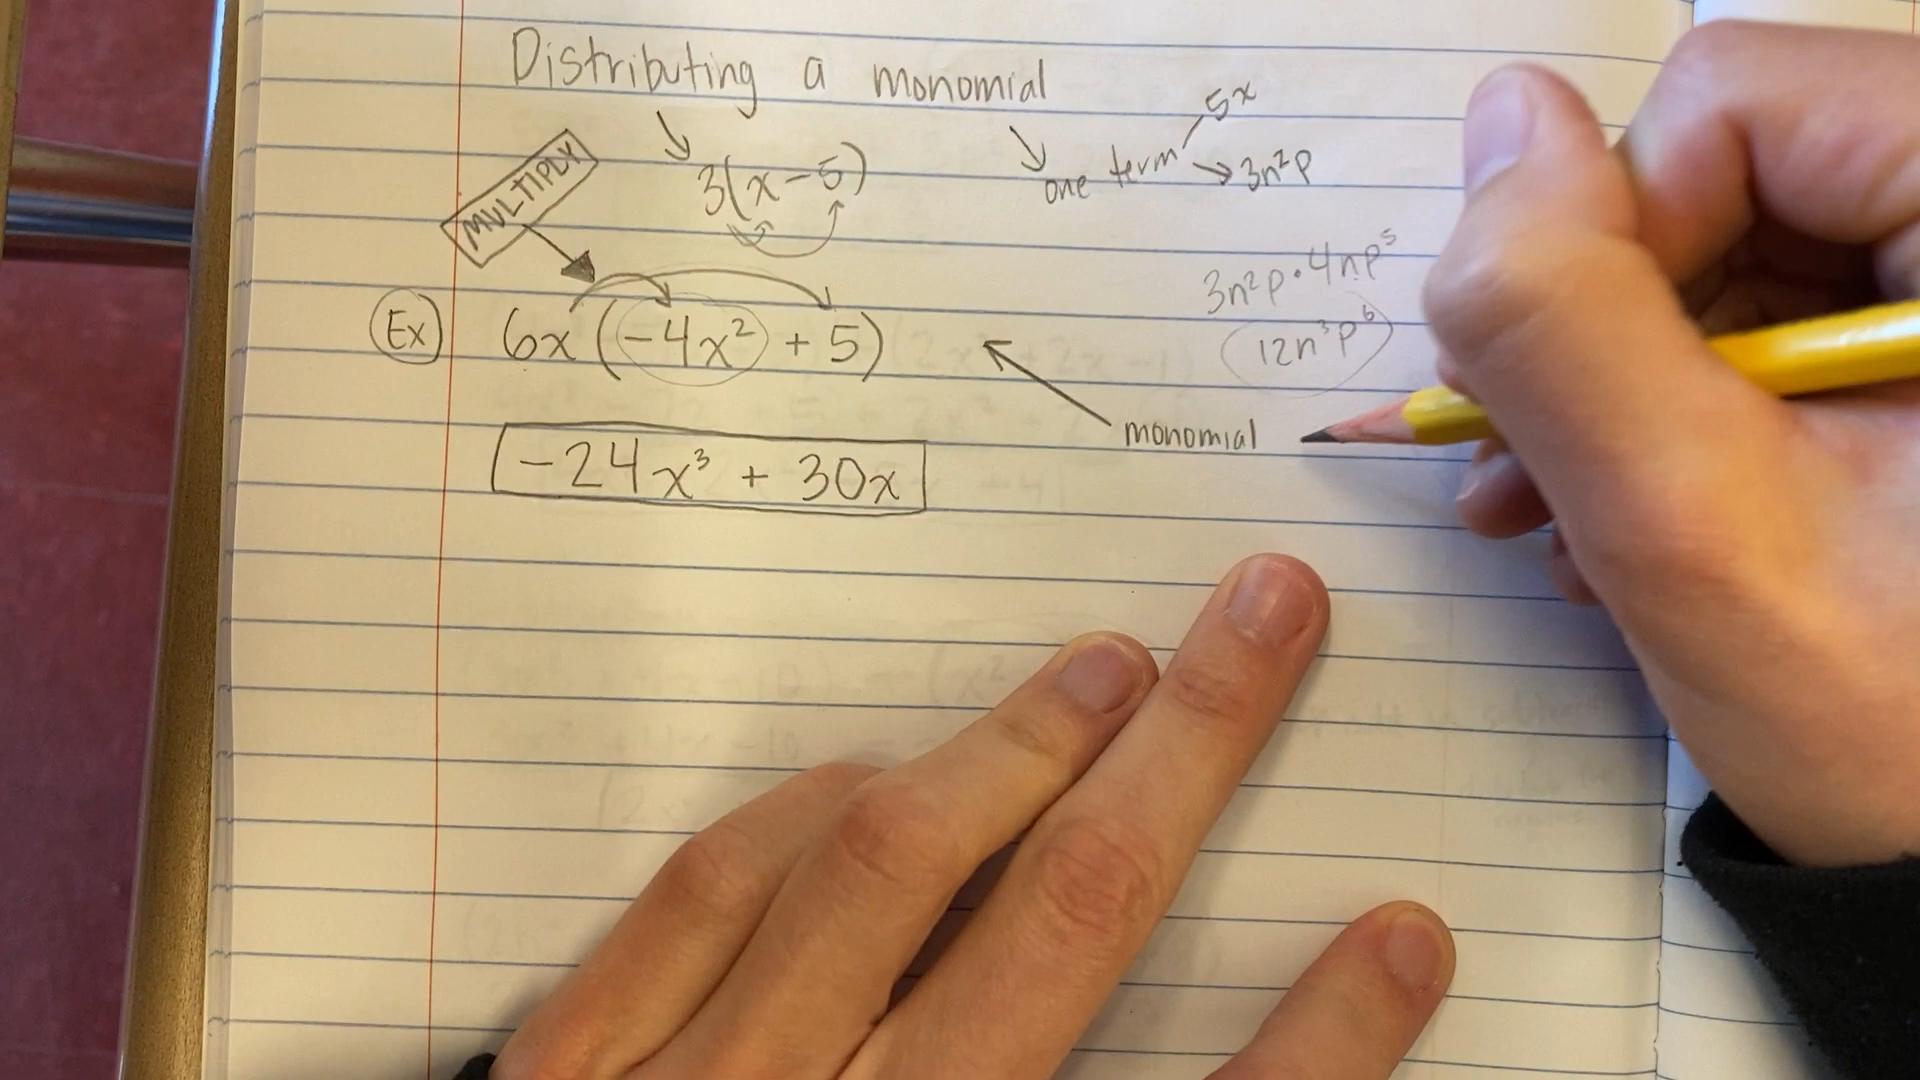 Distributing a monomial
5x
MULTIPLY
3(x-5)
one term
3n²p
3n²p·4np⁵
12n³p⁶
Ex
6x(-4x²+5)
monomial
-24x³ + 30x